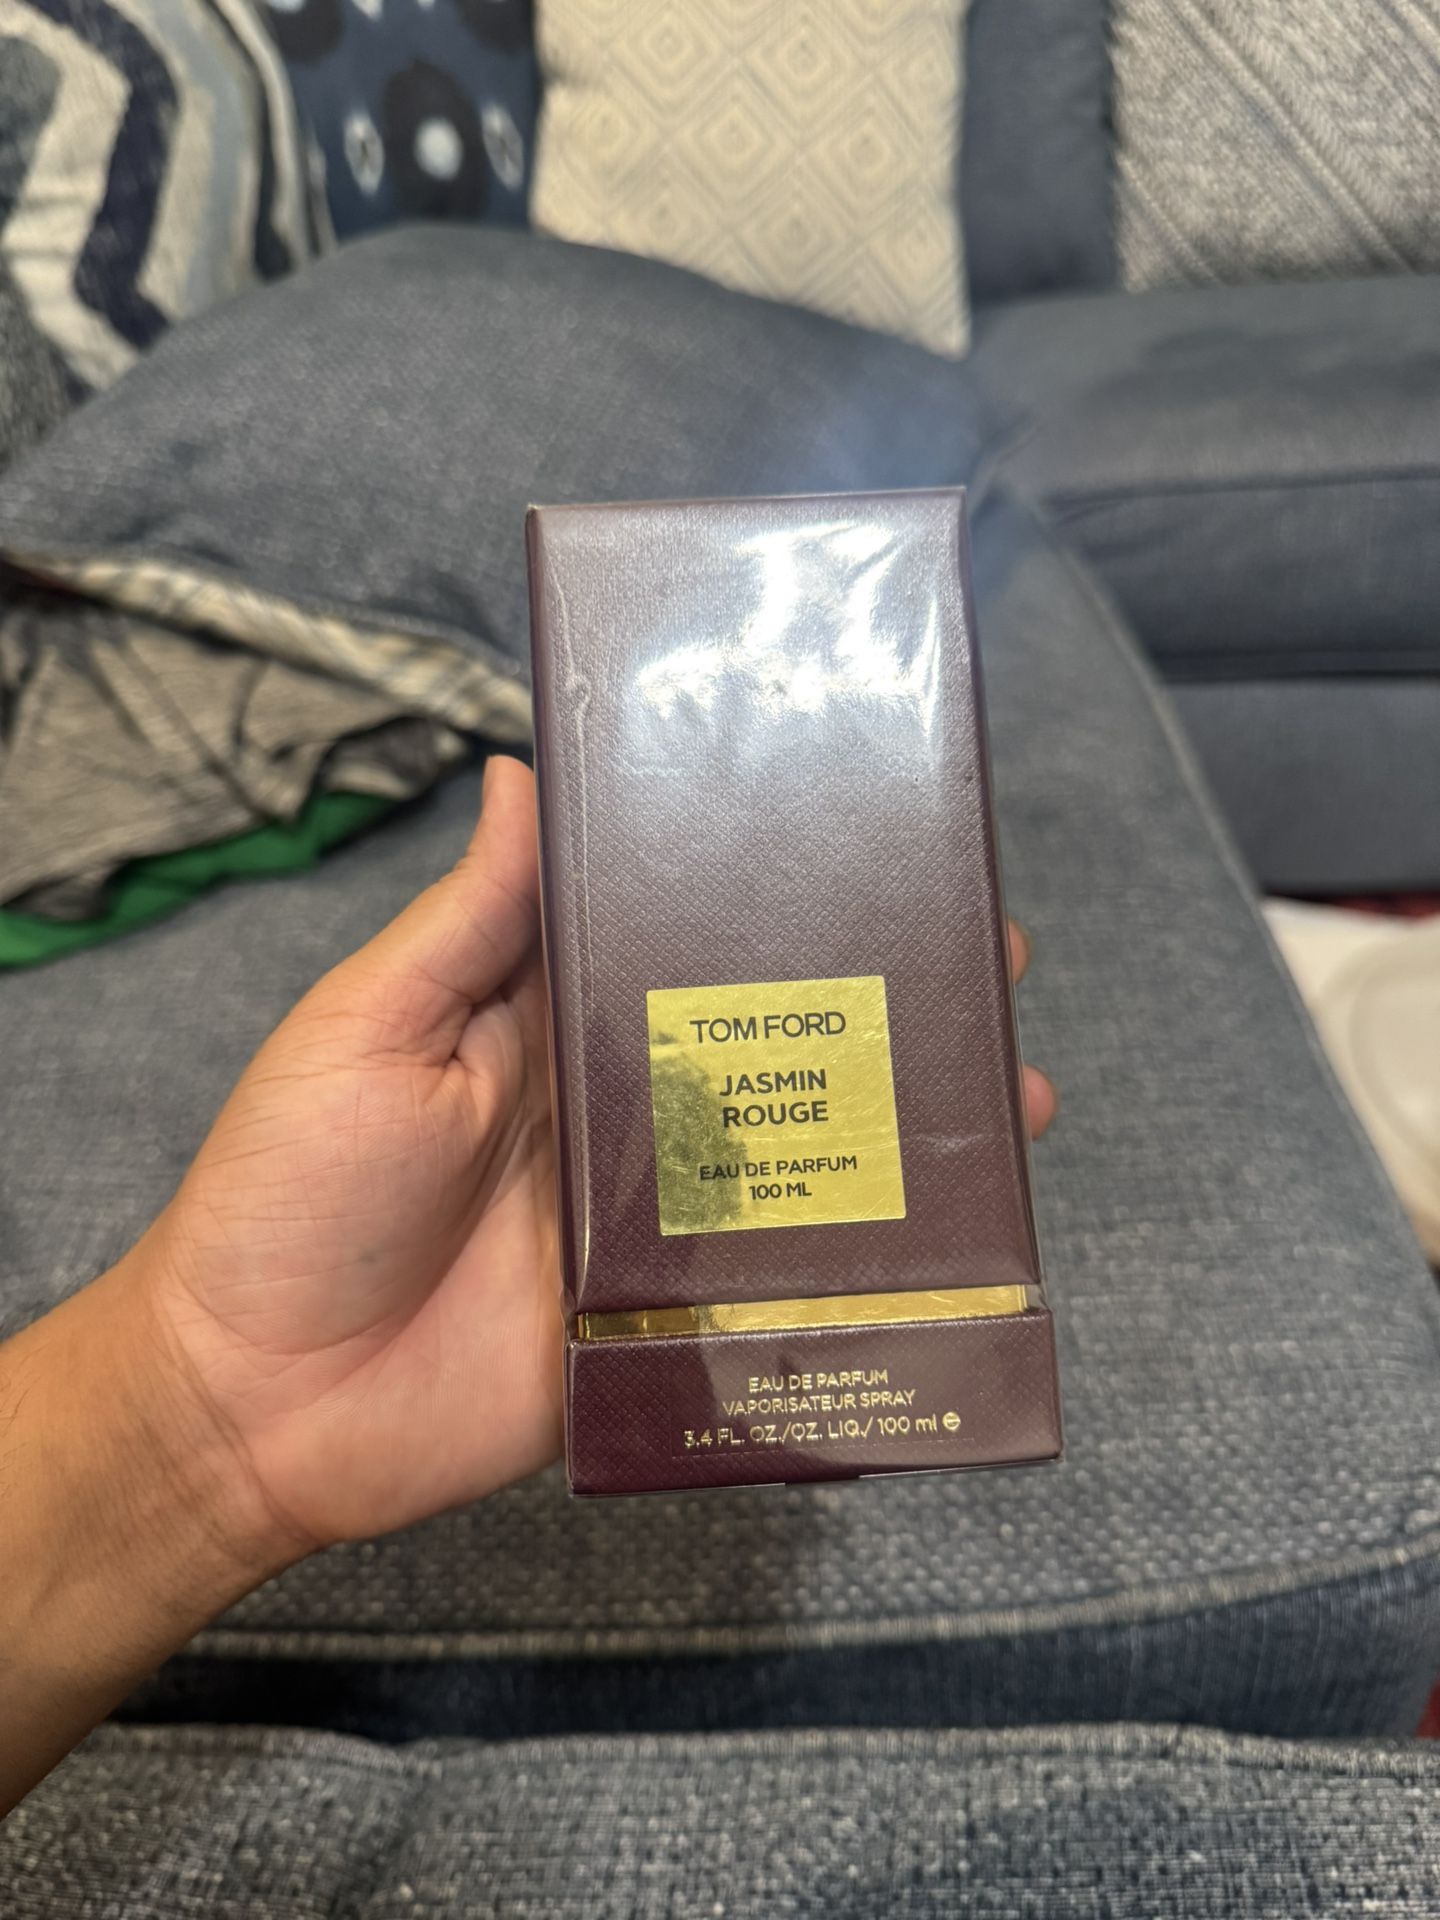 TOM FORD
JASMIN
ROUGE
EAU DE PARFUM
100 ML
EAU DE PARFUM
VAPORISATEUR SPRAY
3.4 FL. OZ./OZ. LIQ./ 100 ml ℮